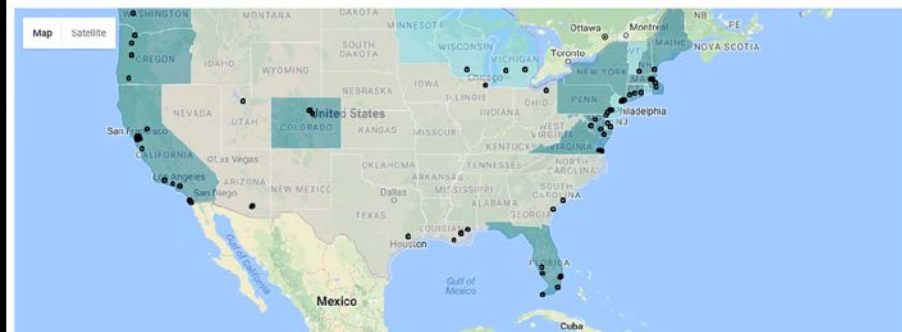 WASHINGTON
MONTANA
DAKOTA
MINNESOTA
Ottawa
Montreal
NB
PE
Map
Satellite
MAINE
NOVA SCOTIA
OREGON
IDAHO
SOUTH
DAKOTA
WISCONSIN
MICHIGAN
Toronto
VT
NH
WYOMING
NEW YORK
MA
IOWA
Chicago
NEBRASKA
ILLINOIS
INDIANA
OHIO
PENN
Philadelphia
NEVADA
UTAH
United States
COLORADO
KANSAS
MISSOURI
WEST
VIRGINIA
NJ
San Francisco
KENTUCKY
VIRGINIA
CALIFORNIA
Las Vegas
OKLAHOMA
TENNESSEE
NORTH
CAROLINA
Los Angeles
ARIZONA
NEW MEXICO
ARKANSAS
MISSISSIPPI
SOUTH
CAROLINA
San Diego
Dallas
ALABAMA
GEORGIA
TEXAS
LOUISIANA
Houston
Gulf of
California
FLORIDA
Gulf of
Mexico
Mexico
Cuba